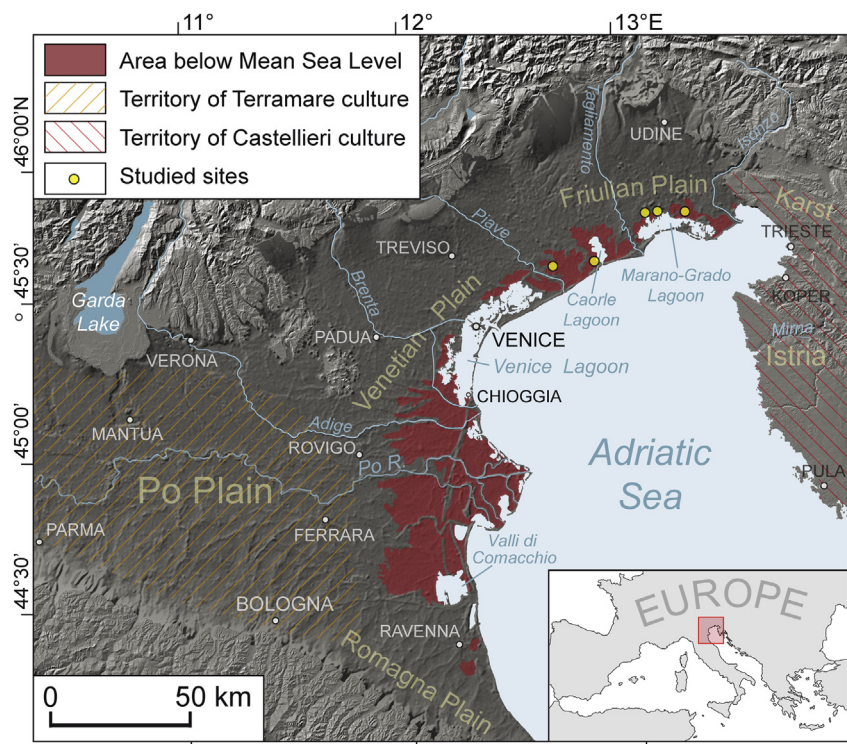 11°
12°
13°E
Area below Mean Sea Level
Territory of Terramare culture
Territory of Castellieri culture
Studied sites
46°00'N
45°30'
45°00'
44°30'
Tagliamento
UDINE
Isonzo
Friulian Plain
Karst
TRIESTE
KOPER
Piave
TREVISO
Marano-Grado
Lagoon
Caorle
Lagoon
Garda
Lake
Brenta
Venetian Plain
PADUA
VENICE
Venice Lagoon
Mirna
Istria
VERONA
CHIOGGIA
Adige
MANTUA
ROVIGO
Po R.
Adriatic
Sea
PULA
Po Plain
PARMA
FERRARA
Valli di
Comacchio
BOLOGNA
RAVENNA
Romagna Plain
EUROPE
0
50 km